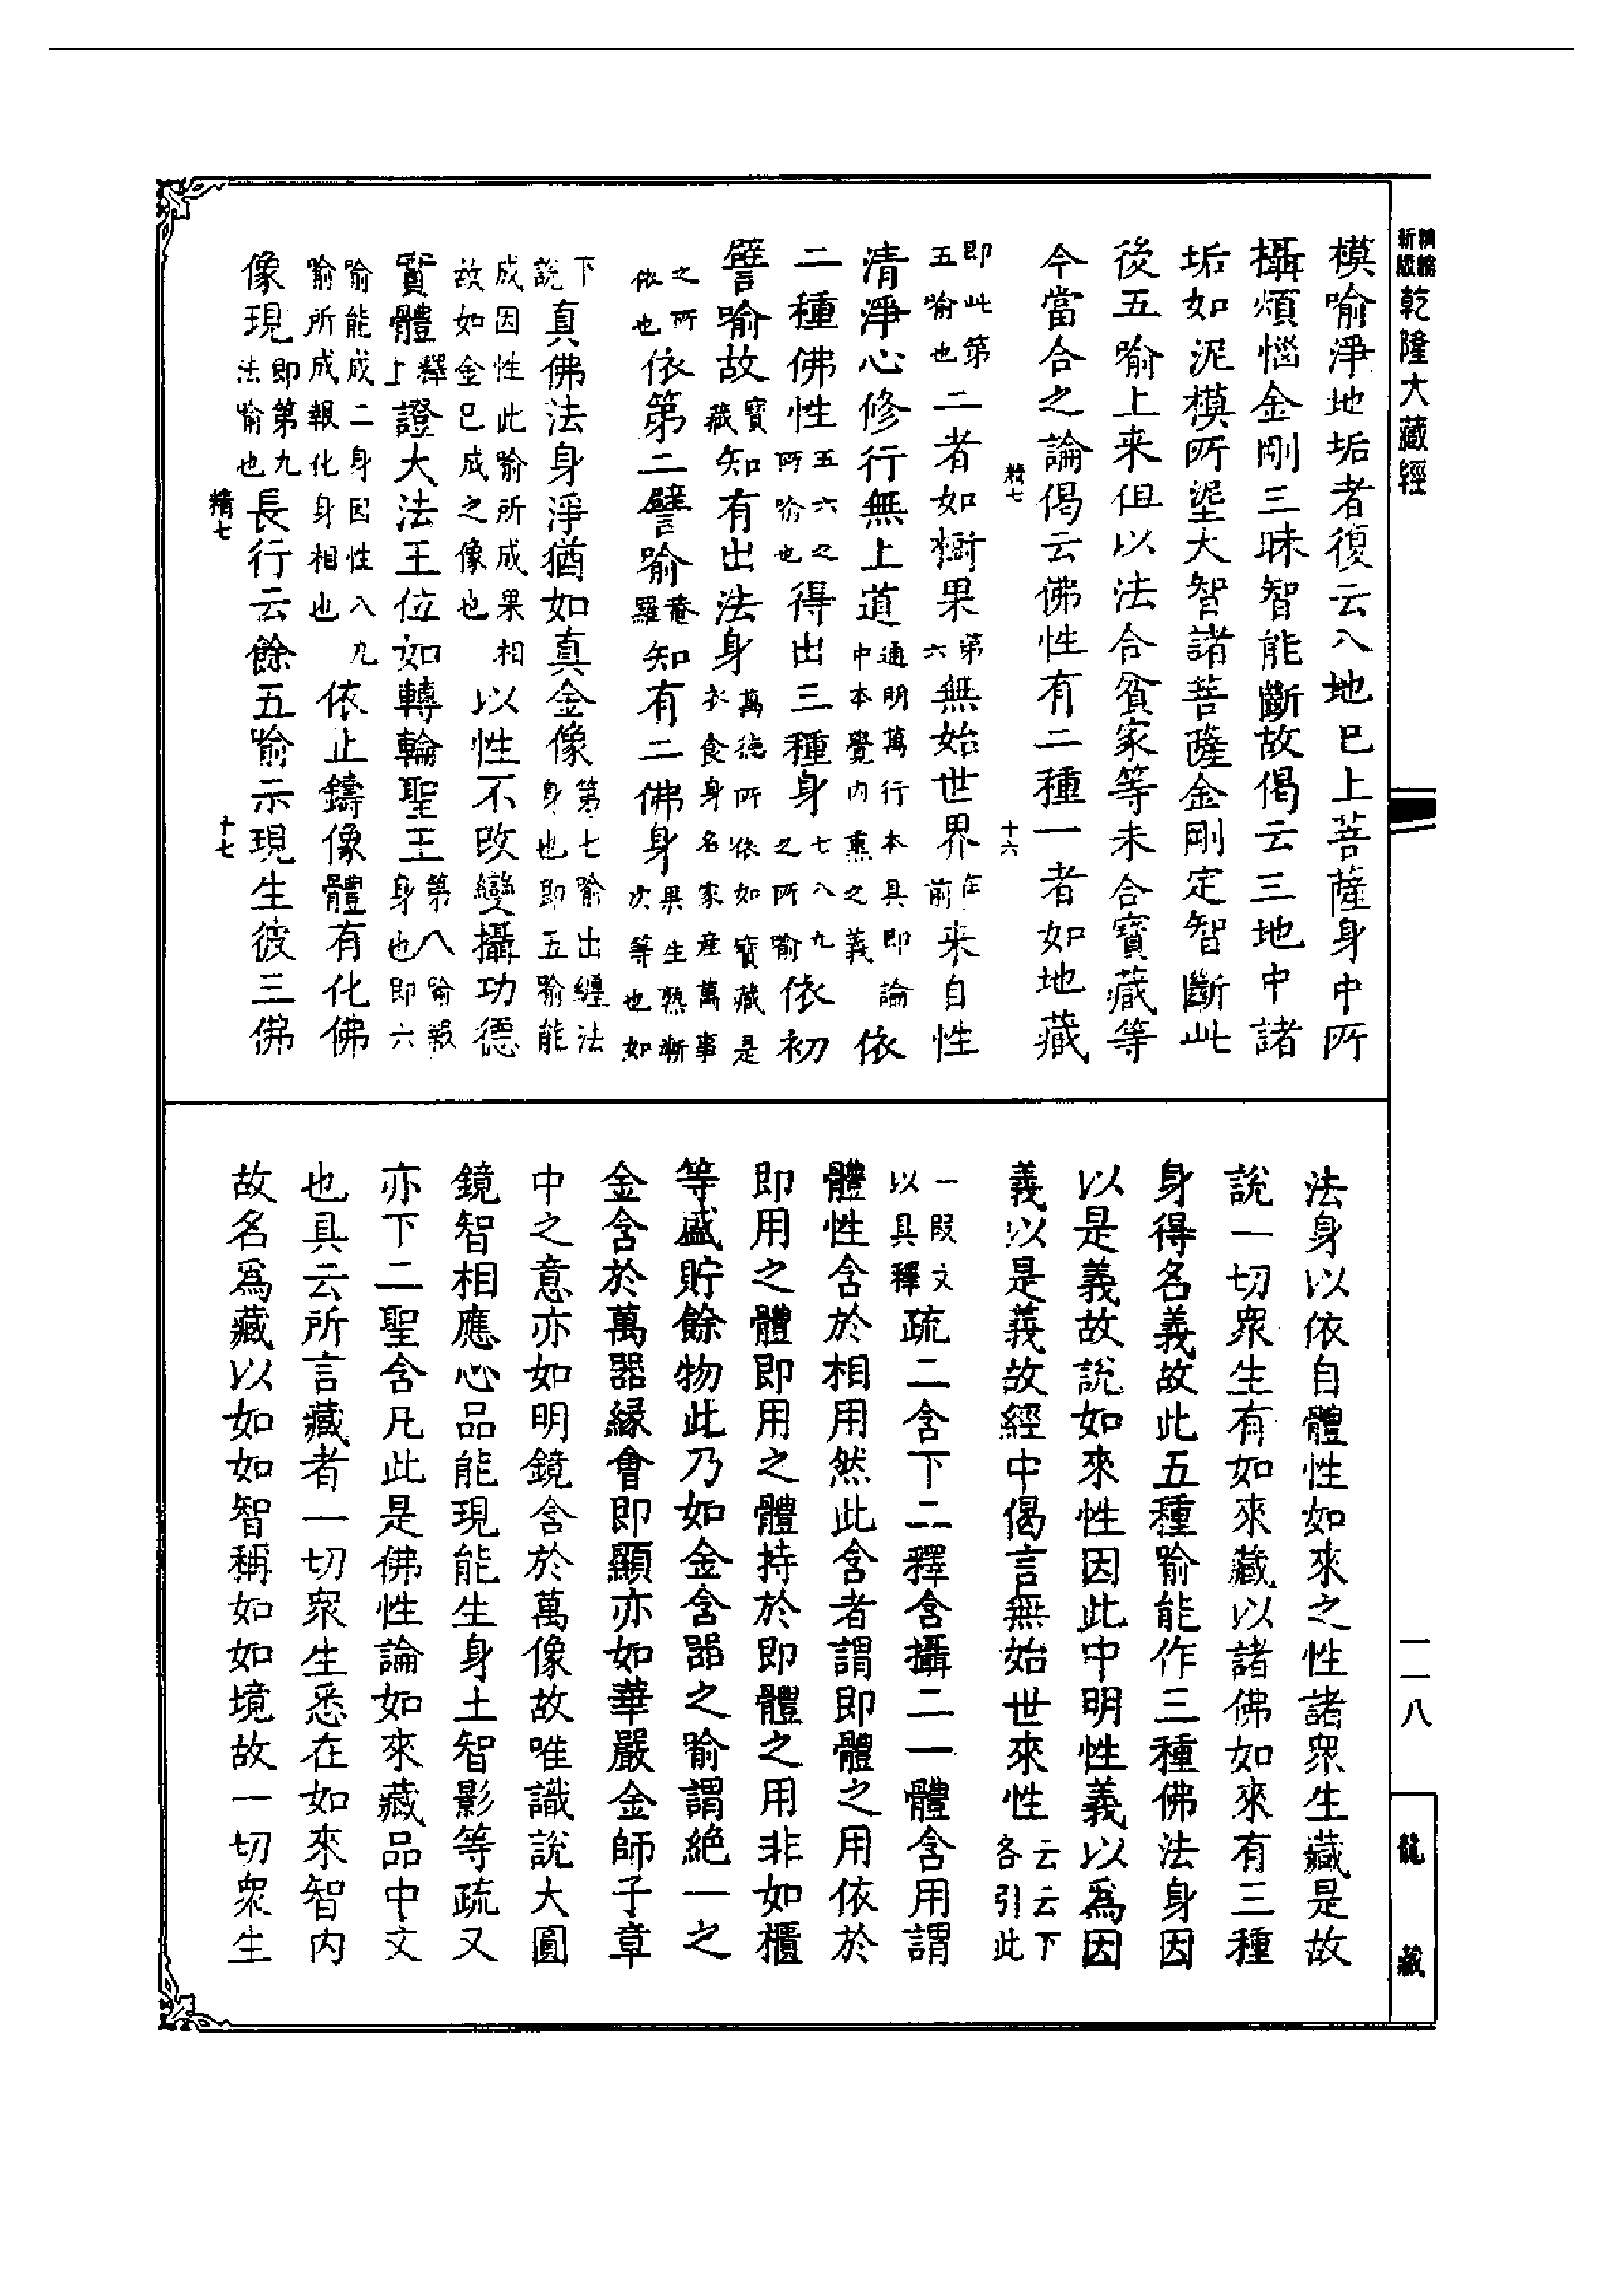 精縮新版乾隆大藏經
模喻淨地垢者復云八地巳上菩薩身中所
攝煩惱金剛三昧智能斷故偈云三地中諸
垢如泥模所埿大智諸菩薩金剛定智斷此
後五喻上来但以法合貧家等未合寶藏等
今當合之論偈云佛性有二種一者如地藏
精七 十六
即此第五喻也二者如樹果第六無始世界在前来自性
清淨心修行無上道通明萬行本具即論中本覺内熏之義依
二種佛性五六之所喻也得出三種身七八九之所喻依初
譬喻故寶藏知有出法身萬德所依如寶藏是衣食身名家産萬事
之所依也依第二譬喻菴羅知有二佛身果生熟漸次等也如
下說真佛法身淨猶如真金像第七喻出纏法身也即五喻能
成因性此喻所成果相故如金巳成之像也以性不改變攝功德
實體釋上證大法王位如轉輪聖王第八喻報身也即六
喻能成二身因性八九喻所成報化身相也依止鑄像體有化佛
像現即第九法喻也長行云餘五喻示現生彼三佛
精七 十七
法身以依自體性如來之性諸眾生藏是故
說一切眾生有如來藏以諸佛如來有三種
身得名義故此五種喻能作三種佛法身因
以是義故說如來性因此中明性義以爲因
義以是義故經中偈言無始世來性云云下各引此
一段文以具釋疏二含下二釋含攝二一體含用謂
體性含於相用然此含者謂即體之用依於
即用之體即用之體持於即體之用非如櫃
等盛貯餘物此乃如金含器之喻謂絶一之
金含於萬器縁會即顯亦如華嚴金師子章
中之意亦如明鏡含於萬像故唯識說大圓
鏡智相應心品能現能生身土智影等疏又
亦下二聖含凡此是佛性論如來藏品中文
也具云所言藏者一切眾生悉在如來智内
故名爲藏以如如智稱如如境故一切眾生
一一八
龍藏